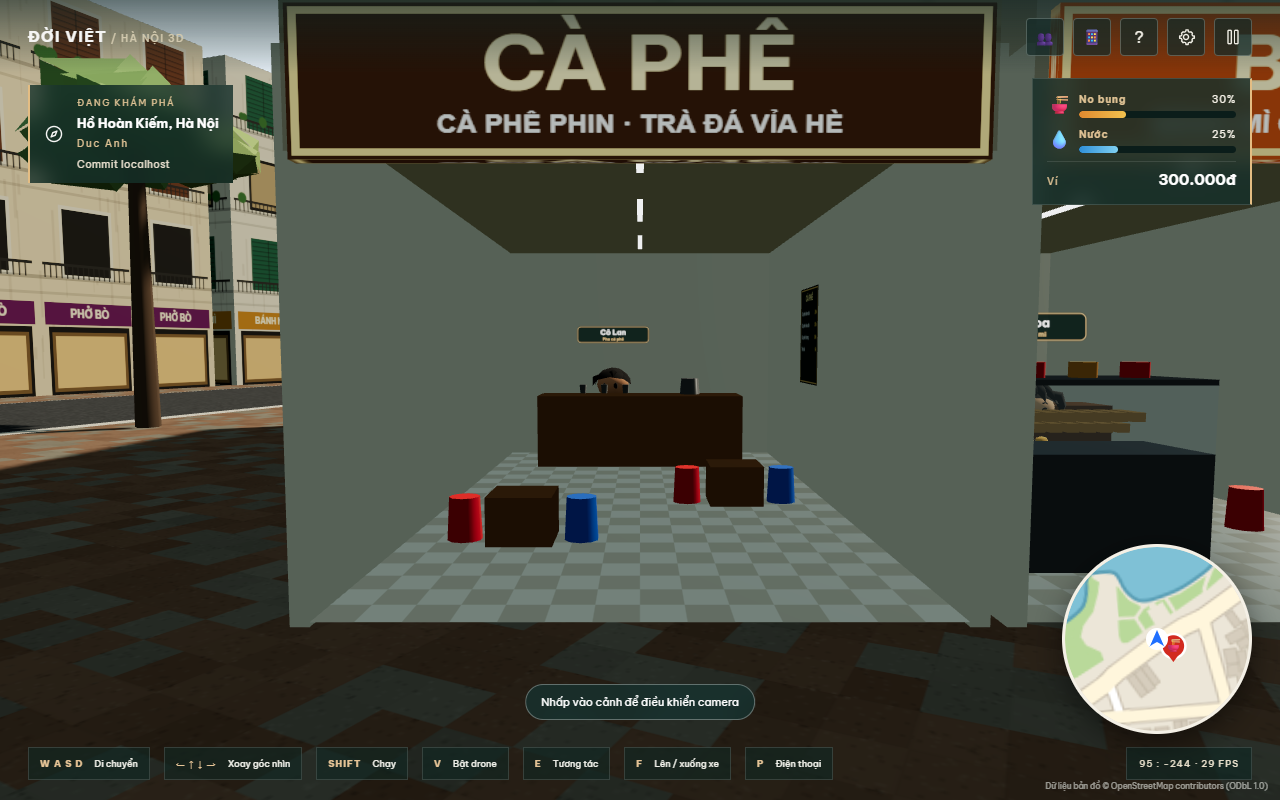 ĐỜI VIỆT / HÀ NỘI 3D
ĐANG KHÁM PHÁ
Hồ Hoàn Kiếm, Hà Nội
Duc Anh
Commit localhost
CÀ PHÊ
CÀ PHÊ PHIN · TRÀ ĐÁ VỈA HÈ
?
No bụng 30%
Nước 25%
Ví 300.000đ
PHỞ BÒ
PHỞ BÒ
Cô Lan
Pha cà phê
Nhấp vào cảnh để điều khiển camera
W A S D Di chuyển
←↑↓→ Xoay góc nhìn
SHIFT Chạy
V Bật drone
E Tương tác
F Lên / xuống xe
P Điện thoại
95 : -244 · 29 FPS
Dữ liệu bản đồ © OpenStreetMap contributors (ODbL 1.0)